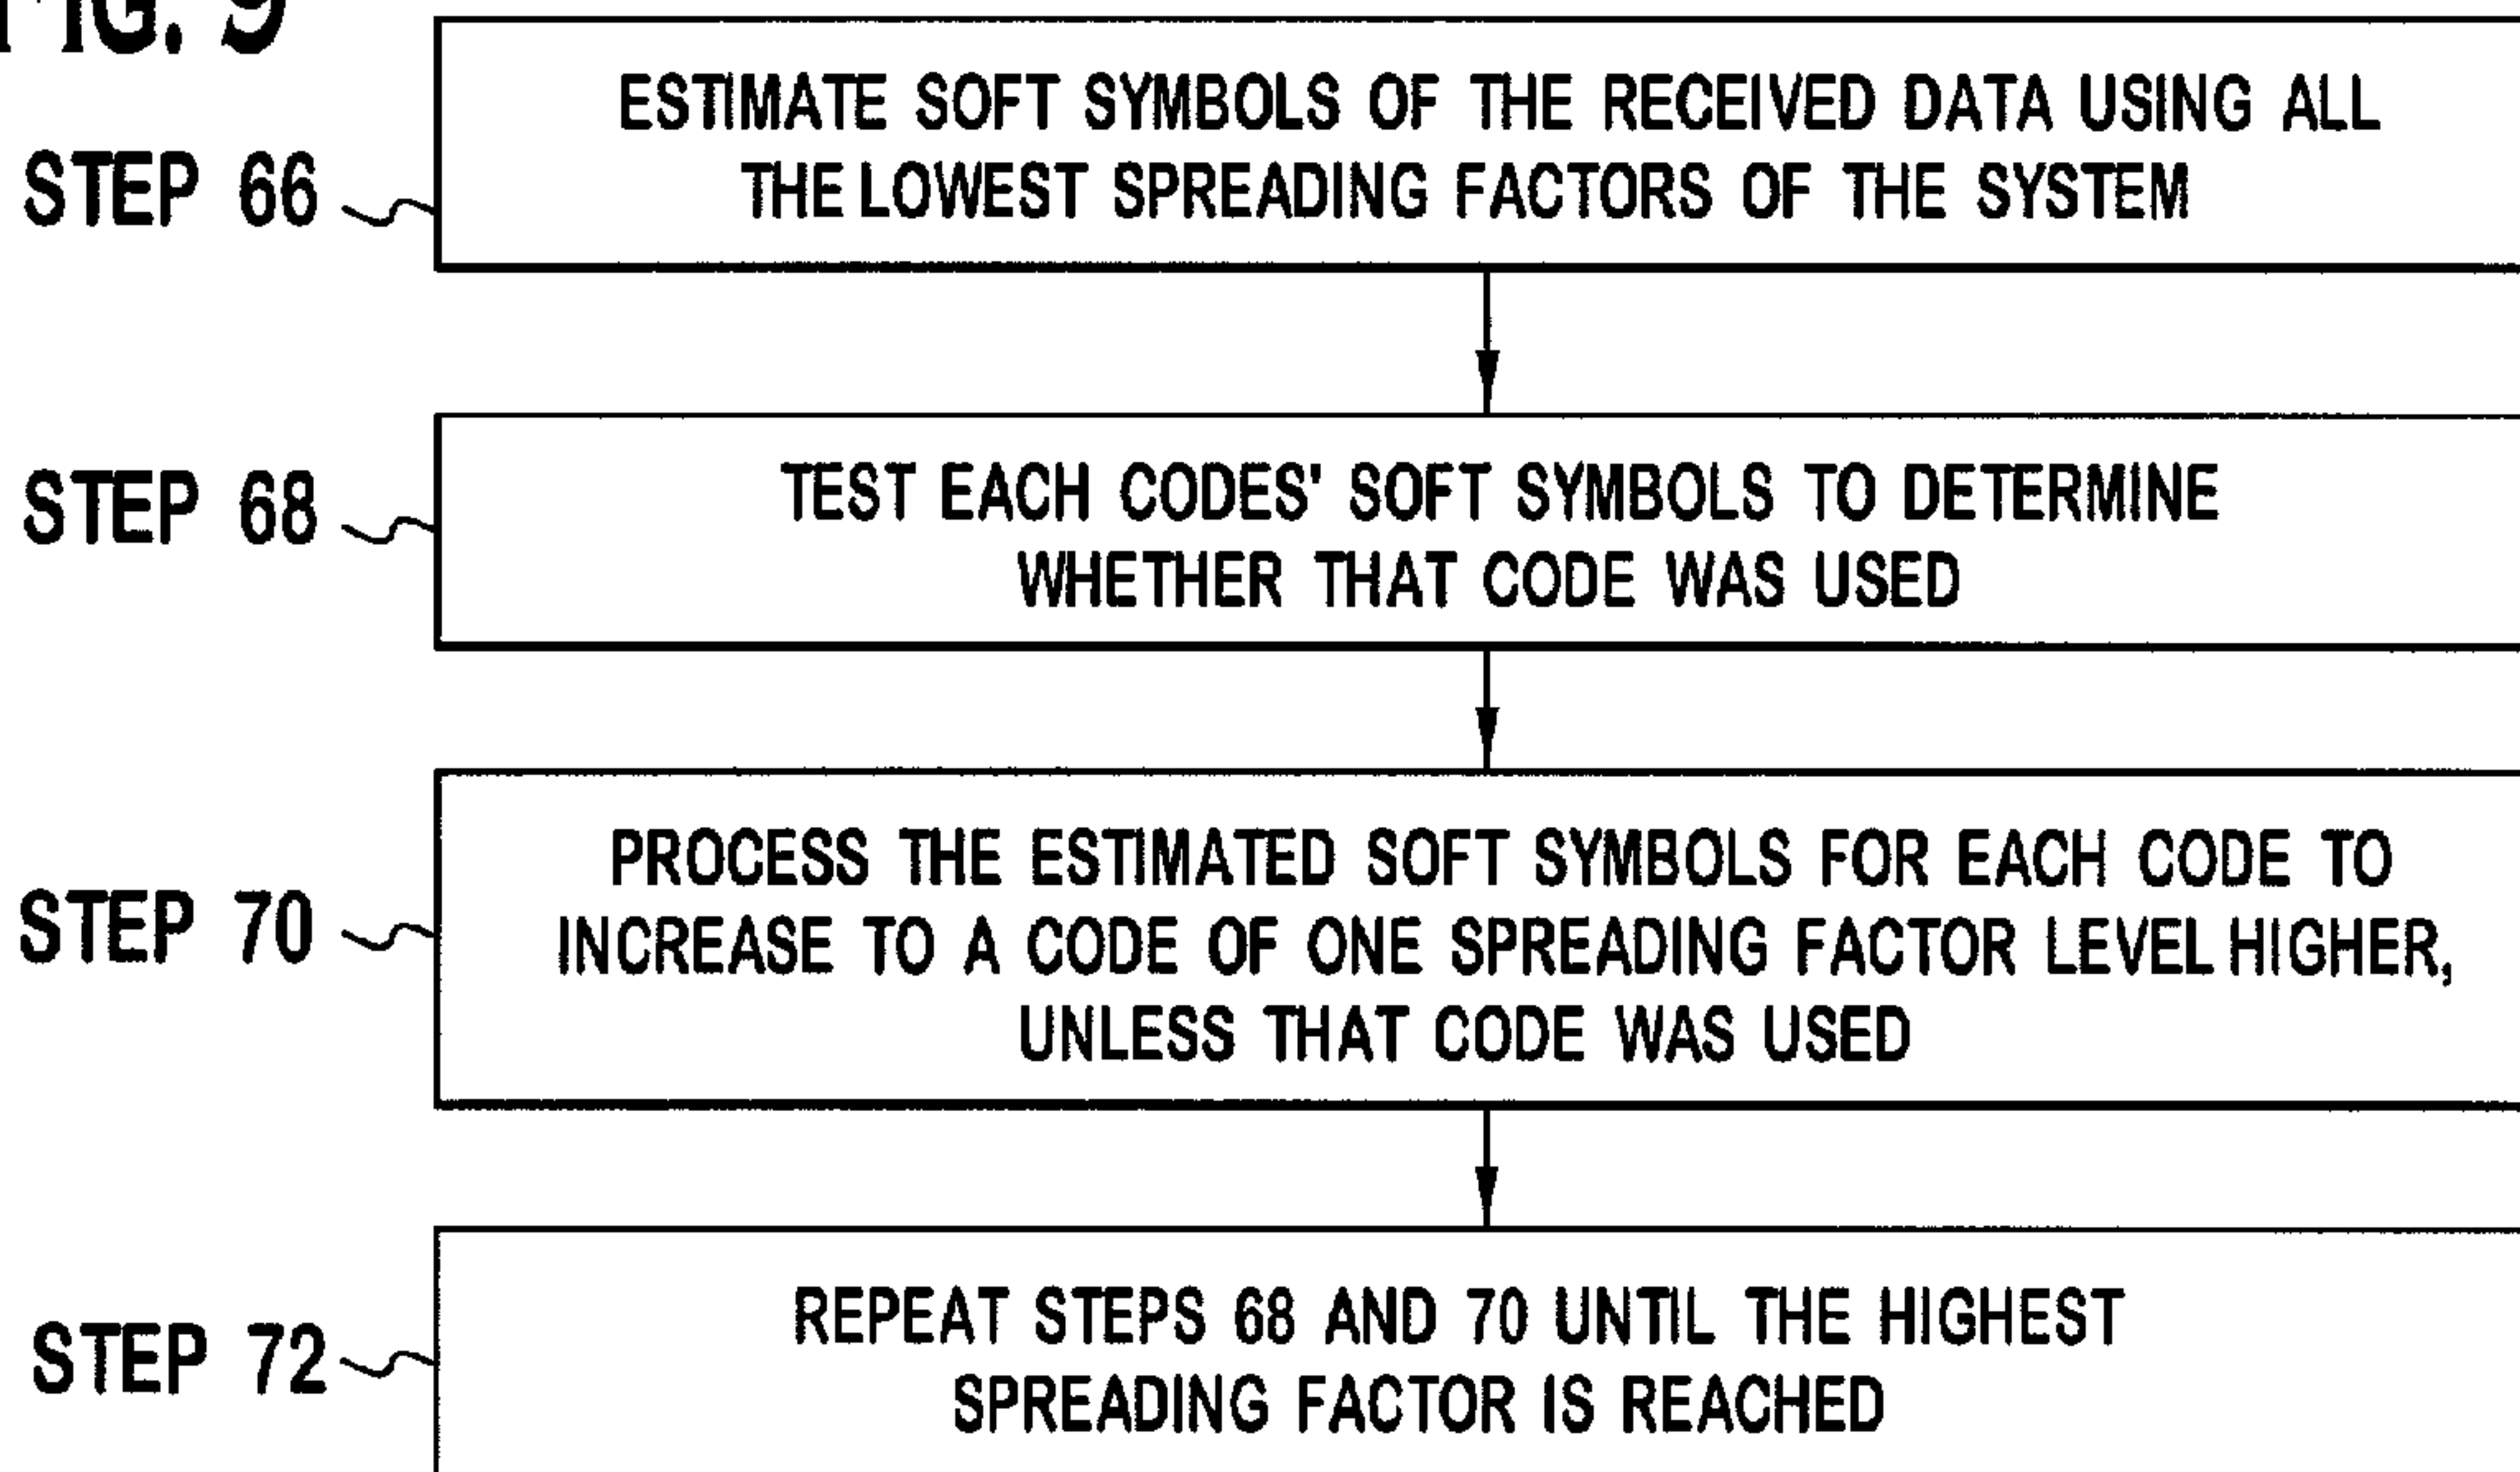 FIG. 9
ESTIMATE SOFT SYMBOLS OF THE RECEIVED DATA USING ALL
THE LOWEST SPREADING FACTORS OF THE SYSTEM
STEP 66
TEST EACH CODES' SOFT SYMBOLS TO DETERMINE
WHETHER THAT CODE WAS USED
STEP 68
PROCESS THE ESTIMATED SOFT SYMBOLS FOR EACH CODE TO
INCREASE TO A CODE OF ONE SPREADING FACTOR LEVEL HIGHER,
UNLESS THAT CODE WAS USED
STEP 70
REPEAT STEPS 68 AND 70 UNTIL THE HIGHEST
SPREADING FACTOR IS REACHED
STEP 72